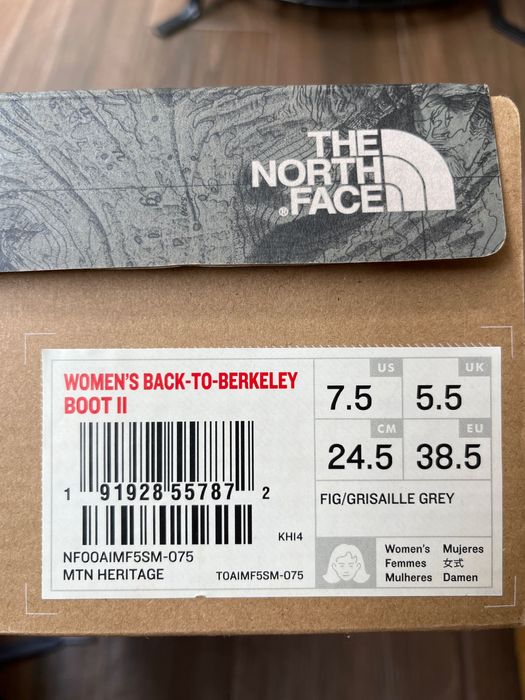 THE
NORTH
® FACE
WOMEN'S BACK-TO-BERKELEY
BOOT II
1 91928 55787 2
KHI4
NF00AIMF5SM-075
MTN HERITAGE
T0AIMF5SM-075
US
7.5
UK
5.5
CM
24.5
EU
38.5
FIG/GRISAILLE GREY
Women's Mujeres
Femmes 女式
Mulheres Damen